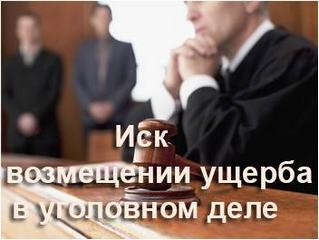 Иск
возмещении ущерба
в уголовном деле